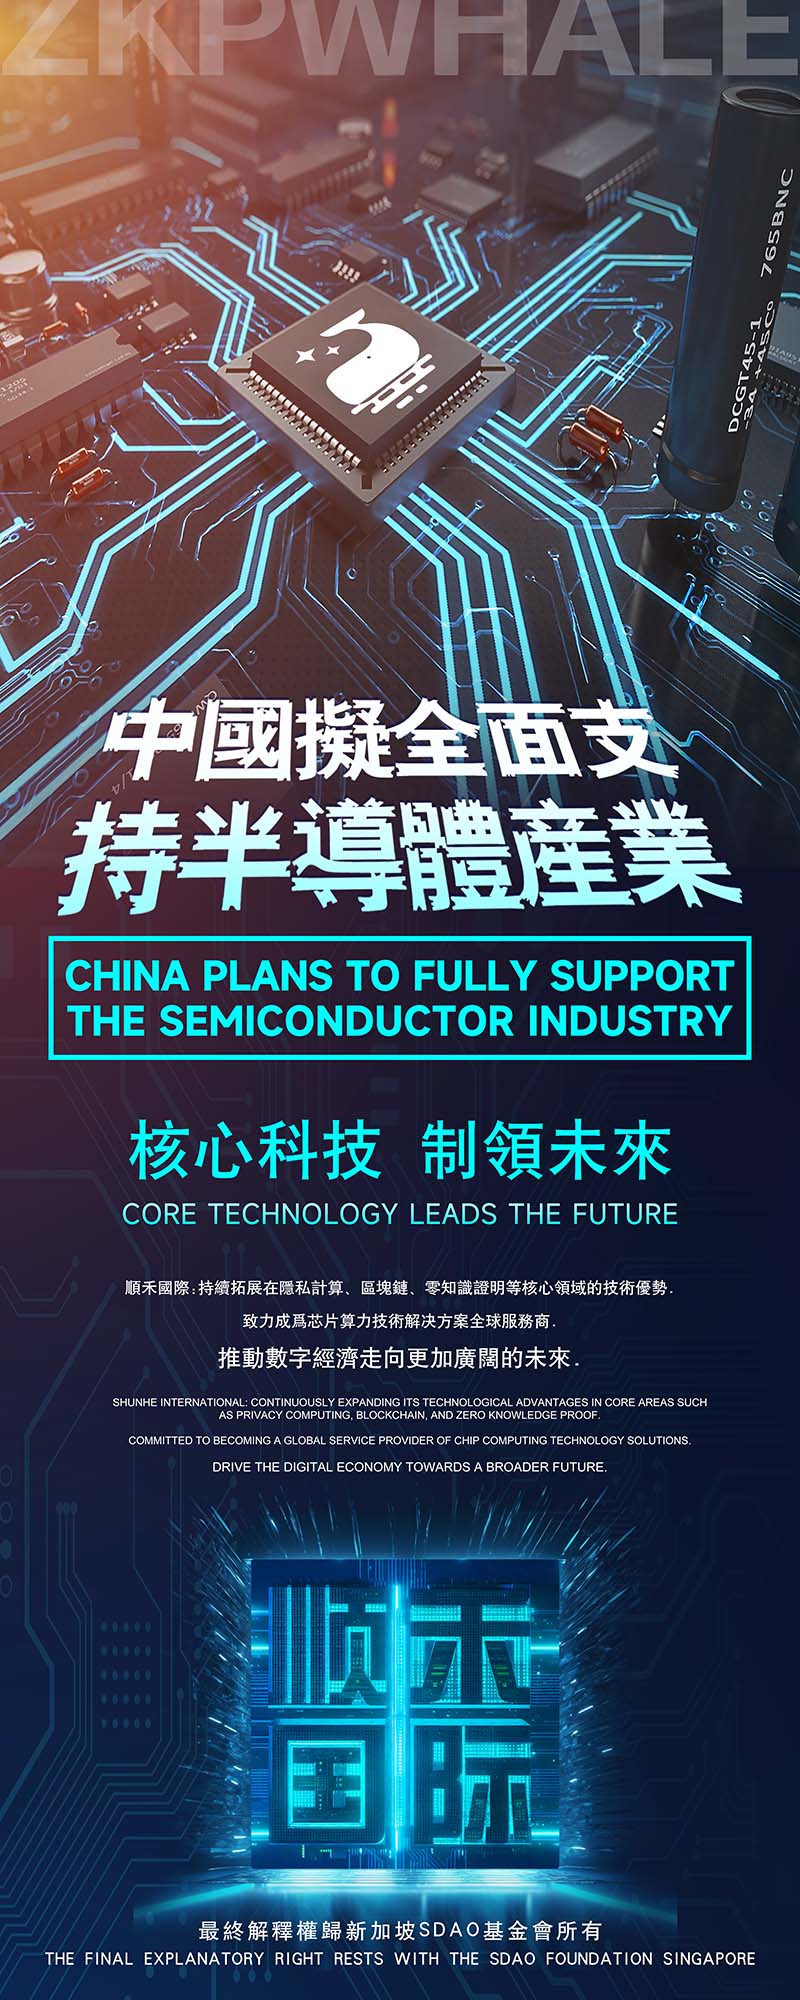 ZKPWHALE
765BNC
DCGT45-1
-34 +45C°
中國擬全面支
持半導體産業
CHINA PLANS TO FULLY SUPPORT
THE SEMICONDUCTOR INDUSTRY
核心科技 制領未來
CORE TECHNOLOGY LEADS THE FUTURE
順禾國際:持續拓展在隱私計算、區塊鏈、零知識證明等核心領域的技術優勢.
致力成爲芯片算力技術解决方案全球服務商.
推動數字經濟走向更加廣闊的未來.
SHUNHE INTERNATIONAL: CONTINUOUSLY EXPANDING ITS TECHNOLOGICAL ADVANTAGES IN CORE AREAS SUCH
AS PRIVACY COMPUTING, BLOCKCHAIN, AND ZERO KNOWLEDGE PROOF.
COMMITTED TO BECOMING A GLOBAL SERVICE PROVIDER OF CHIP COMPUTING TECHNOLOGY SOLUTIONS.
DRIVE THE DIGITAL ECONOMY TOWARDS A BROADER FUTURE.
顺禾
国际
最終解釋權歸新加坡SDAO基金會所有
THE FINAL EXPLANATORY RIGHT RESTS WITH THE SDAO FOUNDATION SINGAPORE